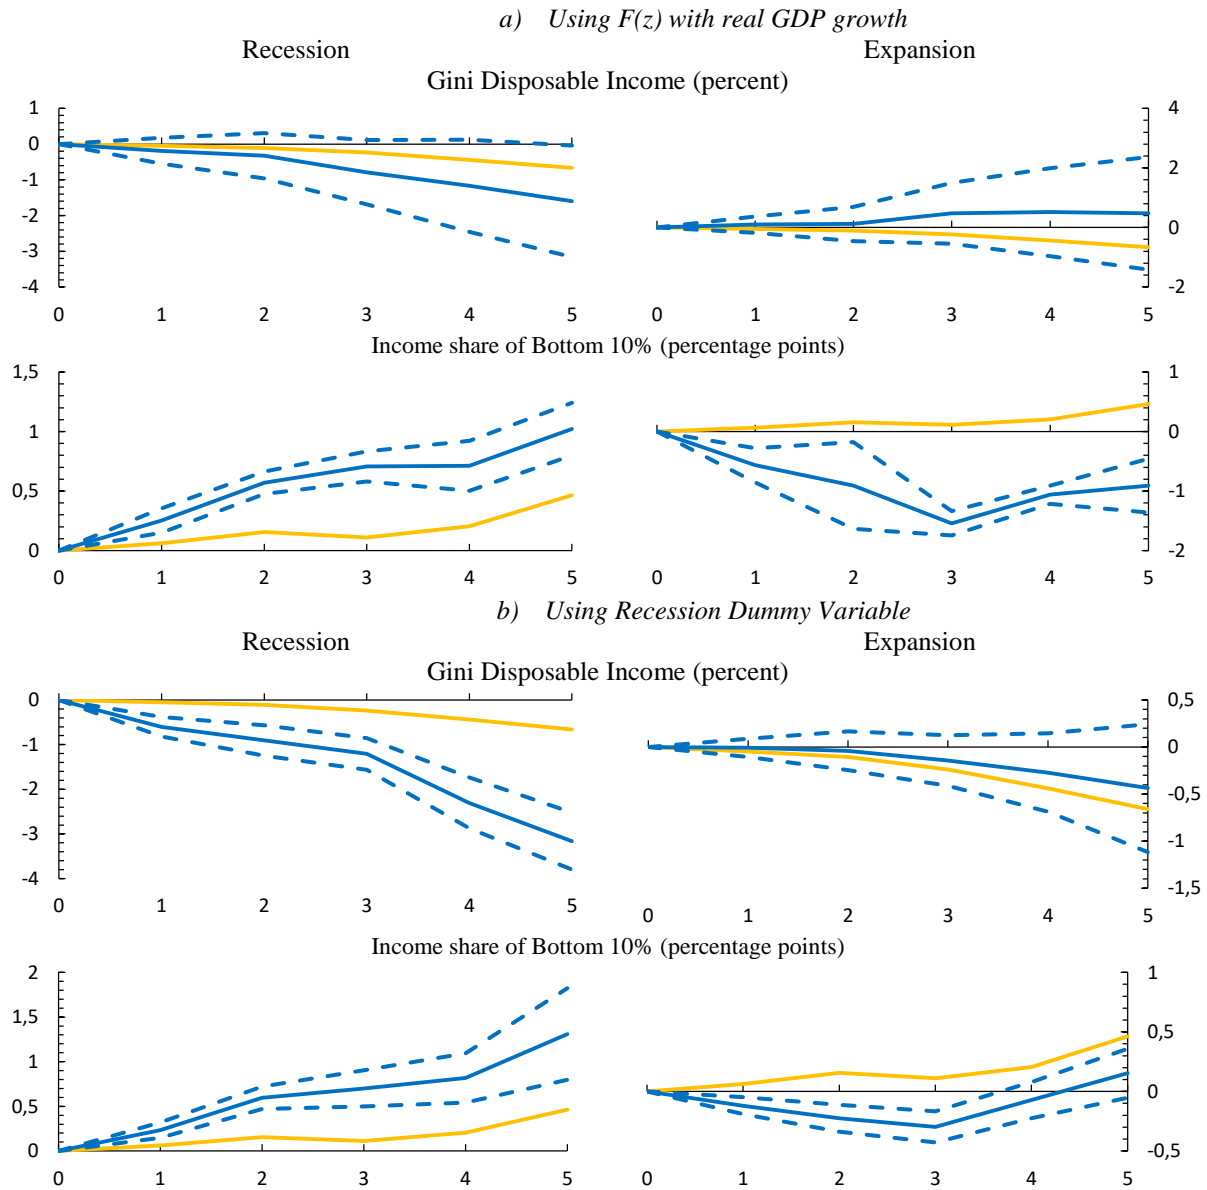 a) Using F(z) with real GDP growth
Recession Expansion
Gini Disposable Income (percent)
1
0
-1
-2
-3
-4
0 1 2 3 4 5
4
2
0
-2
0 1 2 3 4 5
Income share of Bottom 10% (percentage points)
1,5
1
0,5
0
0 1 2 3 4 5
1
0
-1
-2
0 1 2 3 4 5
b) Using Recession Dummy Variable
Recession Expansion
Gini Disposable Income (percent)
0
-1
-2
-3
-4
0 1 2 3 4 5
0,5
0
-0,5
-1
-1,5
0 1 2 3 4 5
Income share of Bottom 10% (percentage points)
2
1,5
1
0,5
0
0 1 2 3 4 5
1
0,5
0
-0,5
0 1 2 3 4 5